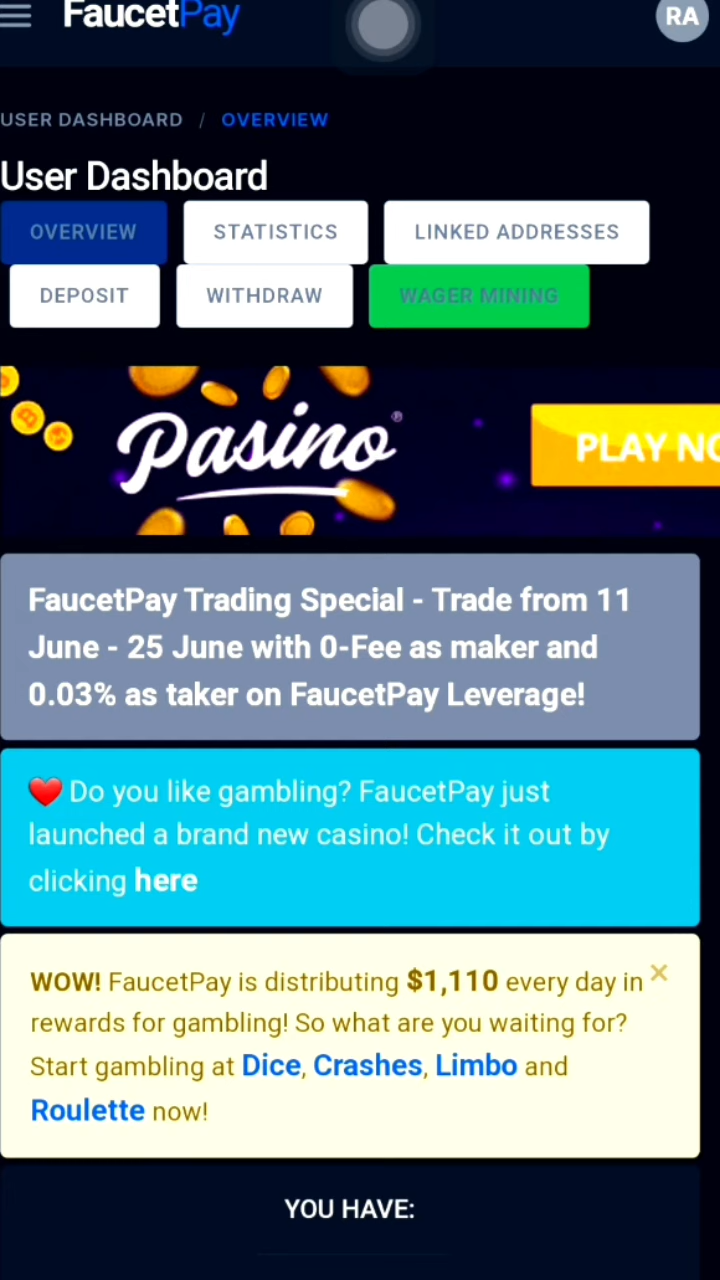 FaucetPay
RA
USER DASHBOARD / OVERVIEW
User Dashboard
OVERVIEW STATISTICS LINKED ADDRESSES
DEPOSIT WITHDRAW WAGER MINING
Pasino®
PLAY NO
FaucetPay Trading Special - Trade from 11
June - 25 June with 0-Fee as maker and
0.03% as taker on FaucetPay Leverage!
❤️ Do you like gambling? FaucetPay just
launched a brand new casino! Check it out by
clicking here
WOW! FaucetPay is distributing $1,110 every day in ×
rewards for gambling! So what are you waiting for?
Start gambling at Dice, Crashes, Limbo and
Roulette now!
YOU HAVE: